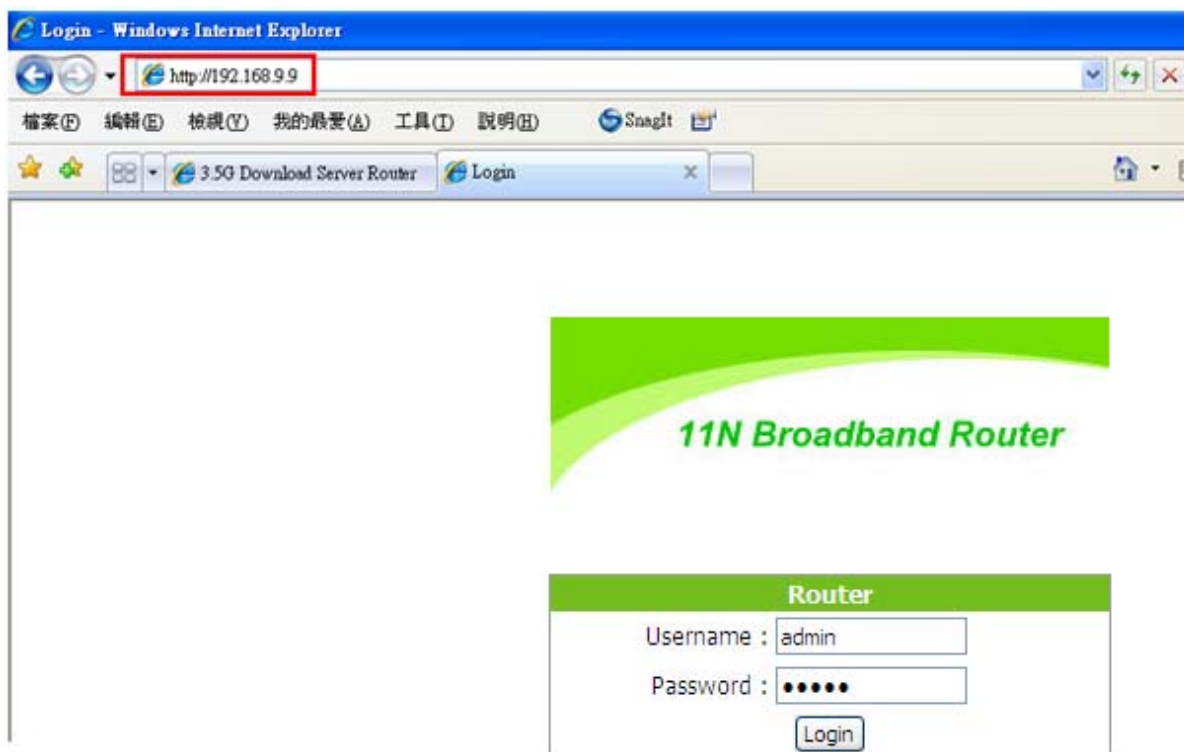 Login - Windows Internet Explorer
http://192.168.9.9
檔案(F) 編輯(E) 檢視(V) 我的最愛(A) 工具(T) 說明(H) SnagIt
3.5G Download Server Router Login
11N Broadband Router
Router
Username : admin
Password : •••••
Login